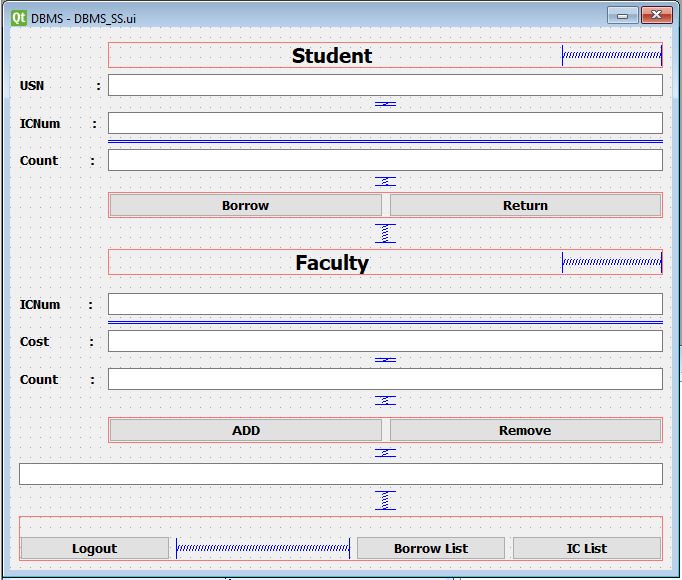 Qt DBMS - DBMS_SS.ui
Student
USN :
ICNum :
Count :
Borrow Return
Faculty
ICNum :
Cost :
Count :
ADD Remove
Logout Borrow List IC List